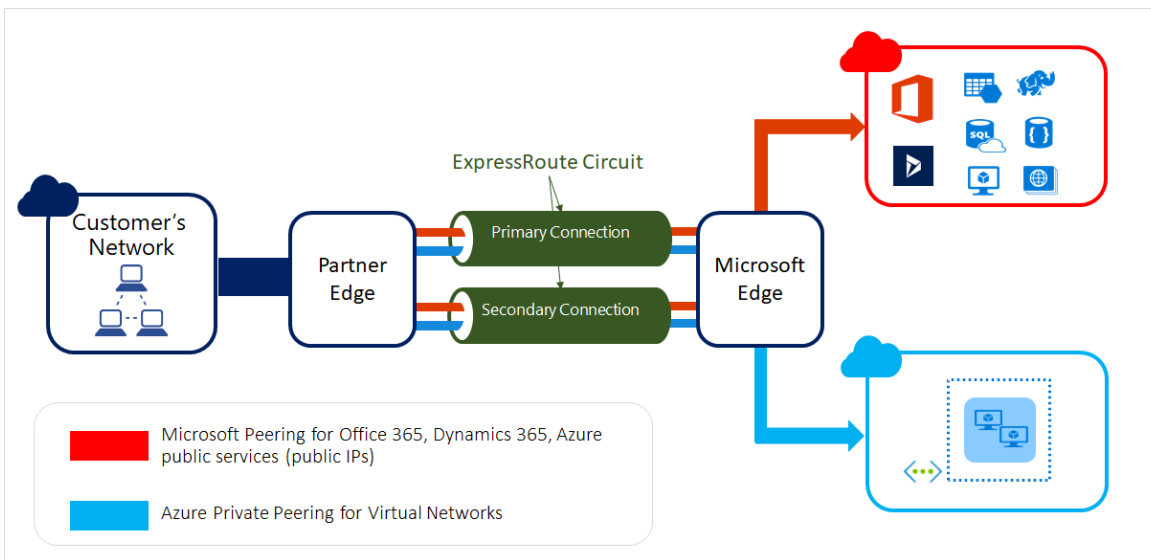 ExpressRoute Circuit
Customer's
Network
Partner
Edge
Primary Connection
Secondary Connection
Microsoft
Edge
SQL
{ }
Microsoft Peering for Office 365, Dynamics 365, Azure
public services (public IPs)
Azure Private Peering for Virtual Networks